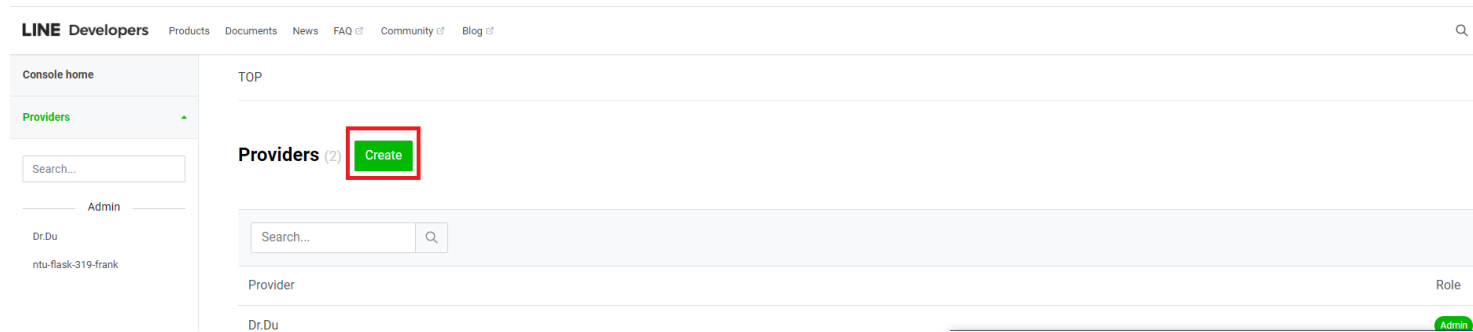 LINE Developers Products Documents News FAQ Community Blog
Console home
Providers
Search...
Admin
Dr.Du
ntu-flask-319-frank
TOP
Providers (2) Create
Search...
Provider Role
Dr.Du Admin